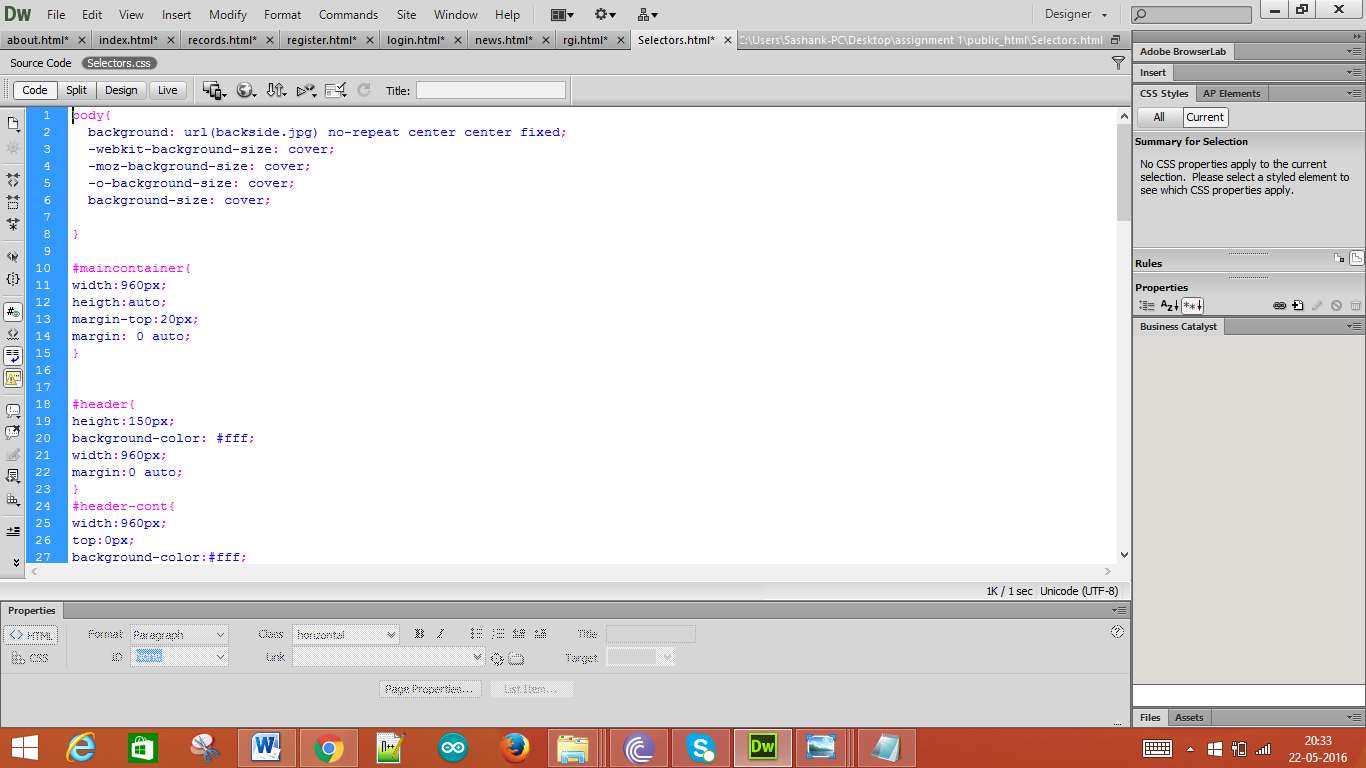 Dw File Edit View Insert Modify Format Commands Site Window Help Designer
about.html* index.html* records.html* register.html* login.html* news.html* rgi.html* Selectors.html* C:\Users\Sashank-PC\Desktop\assignment 1\public_html\Selectors.html
Source Code Selectors.css
Code Split Design Live Title:
1 body{
2 background: url(backside.jpg) no-repeat center center fixed;
3 -webkit-background-size: cover;
4 -moz-background-size: cover;
5 -o-background-size: cover;
6 background-size: cover;
7
8 }
9
10 #maincontainer{
11 width:960px;
12 heigth:auto;
13 margin-top:20px;
14 margin: 0 auto;
15 }
16
17
18 #header{
19 height:150px;
20 background-color: #fff;
21 width:960px;
22 margin:0 auto;
23 }
24 #header-cont{
25 width:960px;
26 top:0px;
27 background-color:#fff;
1K / 1 sec Unicode (UTF-8)
Adobe BrowserLab
Insert
CSS Styles AP Elements
All Current
Summary for Selection
No CSS properties apply to the current
selection. Please select a styled element to
see which CSS properties apply.
Rules
Properties
Business Catalyst
Files Assets
Properties
<> HTML Format Paragraph Class horizontal B I Title
CSS ID None Link Target
Page Properties... List Item...
20:33
22-05-2016